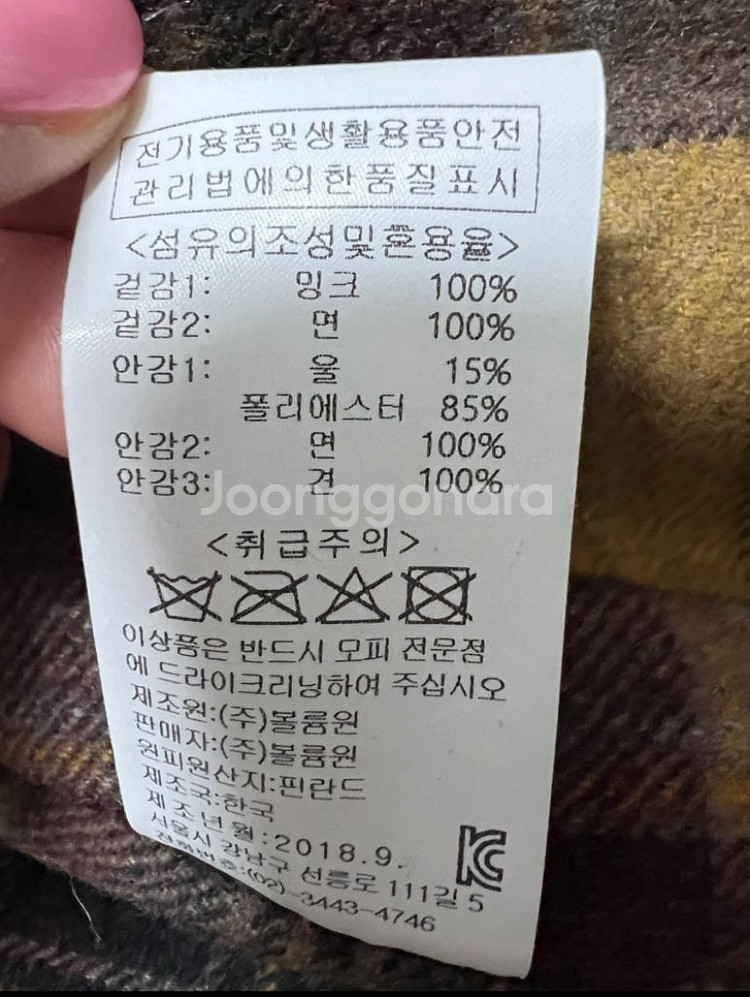 전기용품및생활용품안전
관리법에의한품질표시
<섬유의조성및혼용율>
겉감1: 밍크 100%
겉감2: 면 100%
안감1: 울 15%
폴리에스터 85%
안감2: 면 100%
안감3: 견 100%
Joonggonara
<취급주의>
이상품은 반드시 모피 전문점
에 드라이크리닝하여 주십시오
제조원:(주)볼륨원
판매자:(주)볼륨원
원피원산지:핀란드
제조국:한국
제조년월:2018.9.
서울시 강남구 선릉로 111길 5
전화번호:(02)-3443-4746